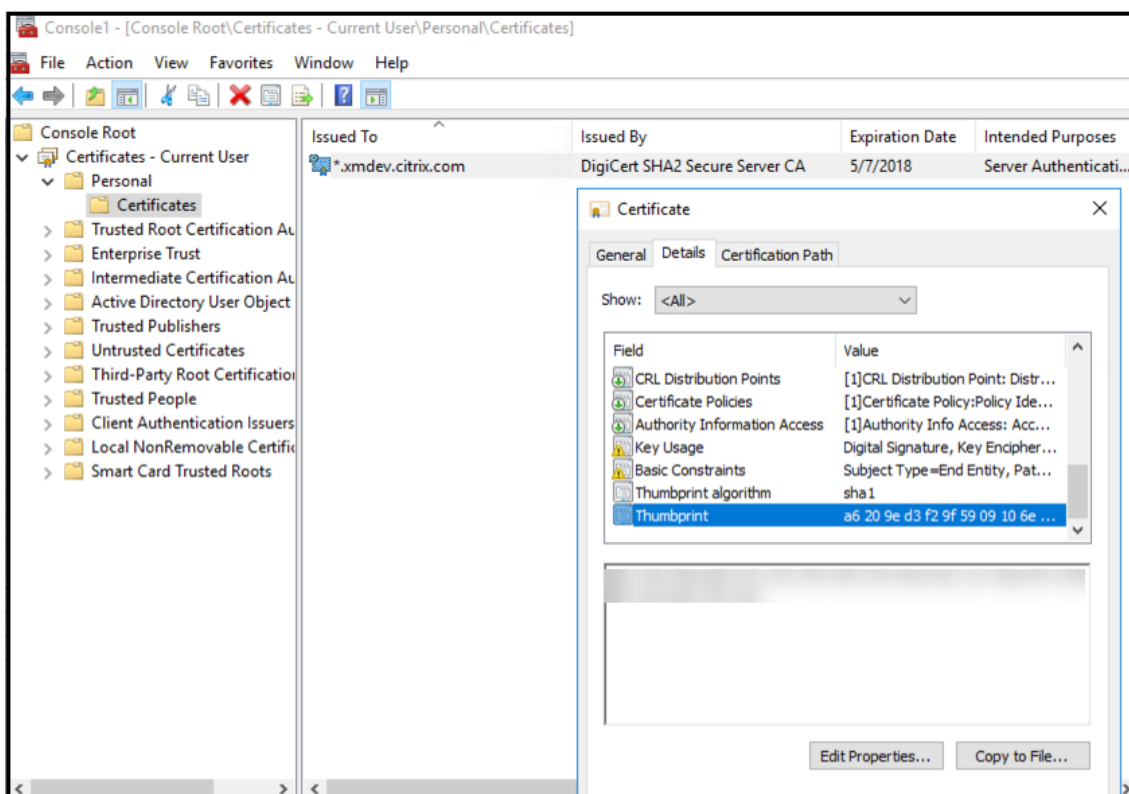 Console1 - [Console Root\Certificates - Current User\Personal\Certificates]
File Action View Favorites Window Help
Console Root
Certificates - Current User
Personal
Certificates
Trusted Root Certification Au
Enterprise Trust
Intermediate Certification Au
Active Directory User Object
Trusted Publishers
Untrusted Certificates
Third-Party Root Certification
Trusted People
Client Authentication Issuers
Local NonRemovable Certific
Smart Card Trusted Roots
Issued To Issued By Expiration Date Intended Purposes
*.xmdev.citrix.com DigiCert SHA2 Secure Server CA 5/7/2018 Server Authenticati...
Certificate
General Details Certification Path
Show: <All>
Field Value
CRL Distribution Points [1]CRL Distribution Point: Distr...
Certificate Policies [1]Certificate Policy:Policy Ide...
Authority Information Access [1]Authority Info Access: Acc...
Key Usage Digital Signature, Key Encipher...
Basic Constraints Subject Type=End Entity, Pat...
Thumbprint algorithm sha1
Thumbprint a6 20 9e d3 f2 9f 59 09 10 6e ...
Edit Properties... Copy to File...